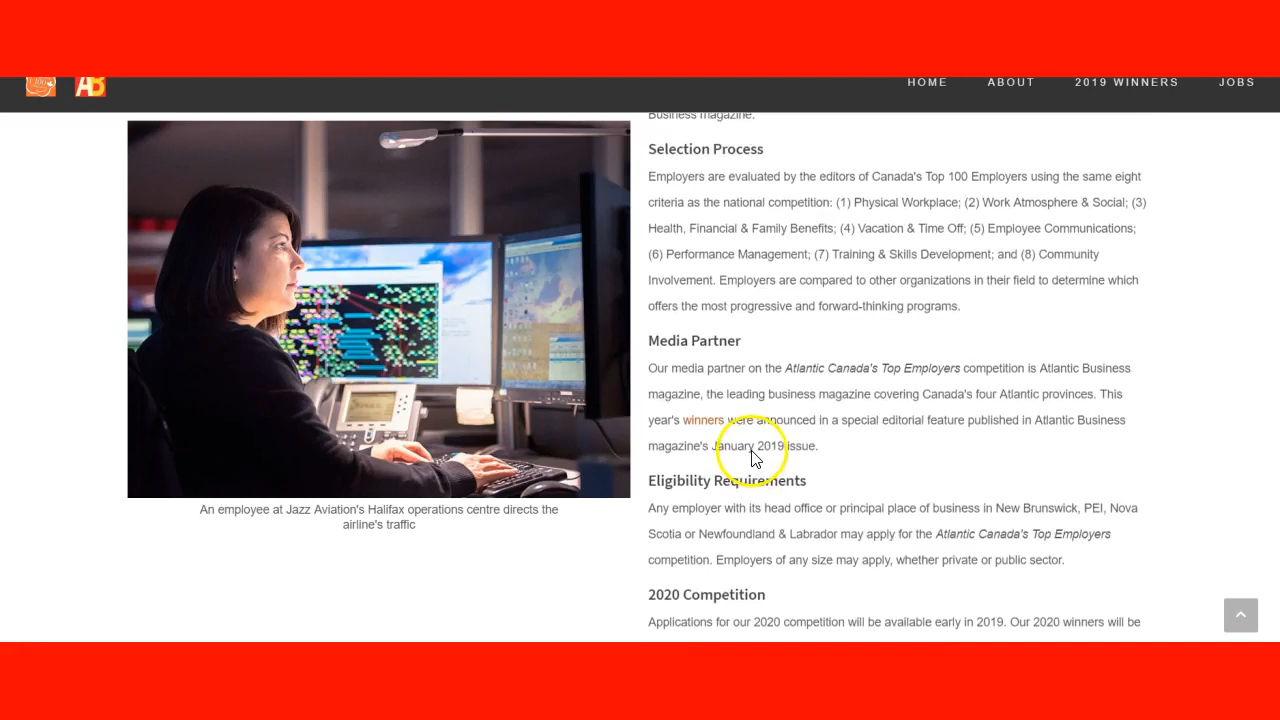 AB
HOME ABOUT 2019 WINNERS JOBS
Business magazine.
Selection Process
Employers are evaluated by the editors of Canada's Top 100 Employers using the same eight
criteria as the national competition: (1) Physical Workplace; (2) Work Atmosphere & Social; (3)
Health, Financial & Family Benefits; (4) Vacation & Time Off; (5) Employee Communications;
(6) Performance Management; (7) Training & Skills Development; and (8) Community
Involvement. Employers are compared to other organizations in their field to determine which
offers the most progressive and forward-thinking programs.
Media Partner
Our media partner on the Atlantic Canada's Top Employers competition is Atlantic Business
magazine, the leading business magazine covering Canada's four Atlantic provinces. This
year's winners were announced in a special editorial feature published in Atlantic Business
magazine's January 2019 issue.
Eligibility Requirements
Any employer with its head office or principal place of business in New Brunswick, PEI, Nova
Scotia or Newfoundland & Labrador may apply for the Atlantic Canada's Top Employers
competition. Employers of any size may apply, whether private or public sector.
2020 Competition
Applications for our 2020 competition will be available early in 2019. Our 2020 winners will be
An employee at Jazz Aviation's Halifax operations centre directs the
airline's traffic